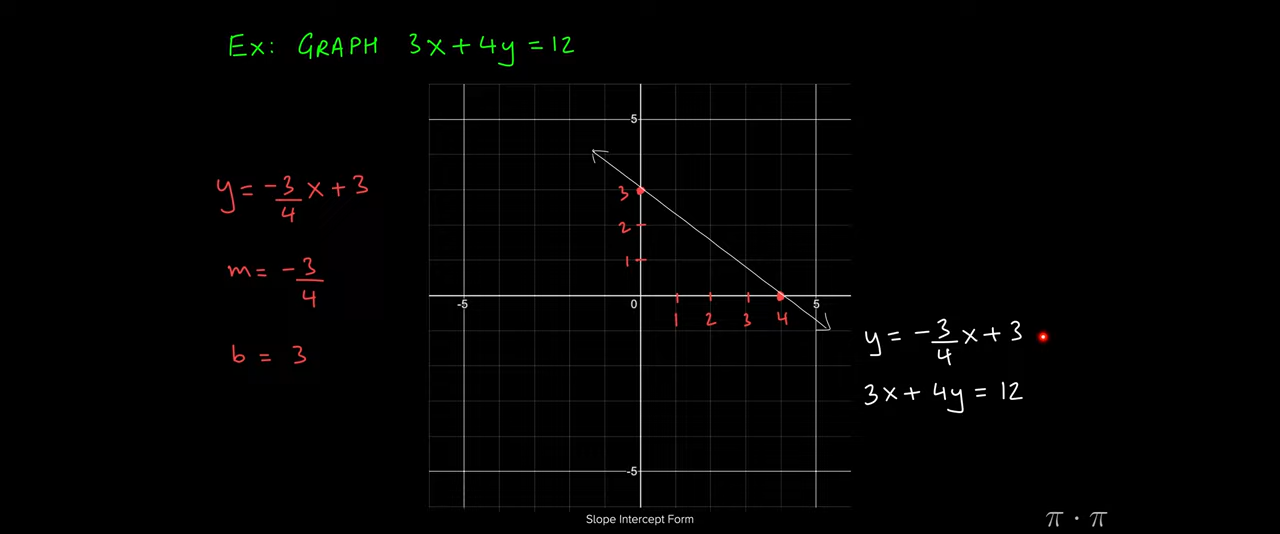 Ex: GRAPH 3x + 4y = 12
y = -3/4 x + 3
m = -3/4
b = 3
5
3
2
1
-5
0
5
1 2 3 4
-5
y = -3/4 x + 3
3x + 4y = 12
Slope Intercept Form
π · π